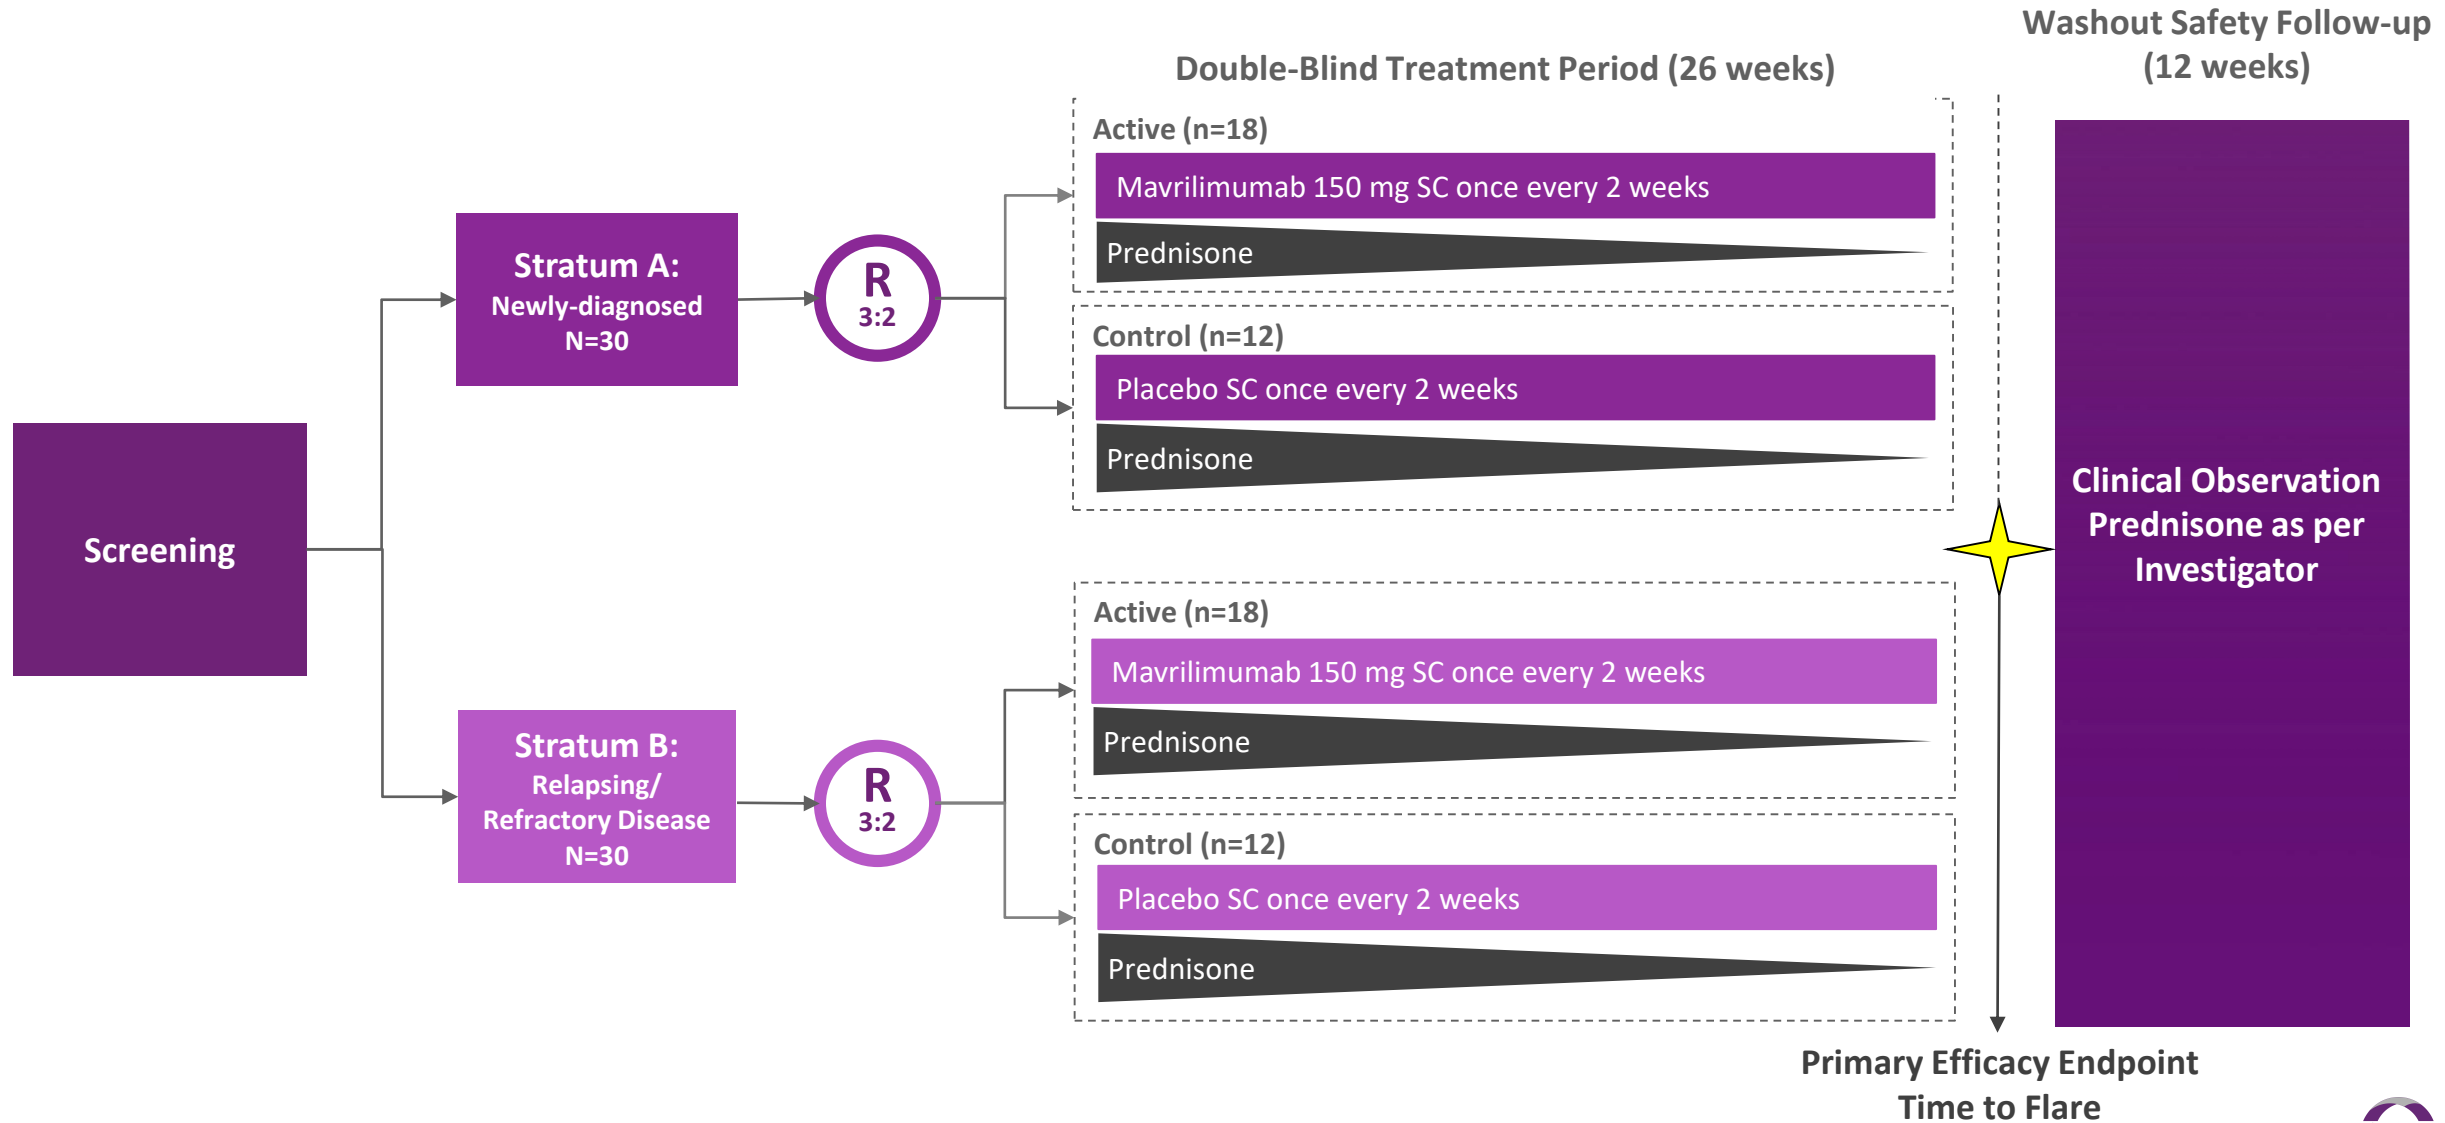 Washout Safety Follow-up
(12 weeks)
Double-Blind Treatment Period (26 weeks)
Screening
Stratum A:
Newly-diagnosed
N=30
R
3:2
Active (n=18)
Mavrilimumab 150 mg SC once every 2 weeks
Prednisone
Control (n=12)
Placebo SC once every 2 weeks
Prednisone
Stratum B:
Relapsing/
Refractory Disease
N=30
R
3:2
Active (n=18)
Mavrilimumab 150 mg SC once every 2 weeks
Prednisone
Control (n=12)
Placebo SC once every 2 weeks
Prednisone
Clinical Observation
Prednisone as per
Investigator
Primary Efficacy Endpoint
Time to Flare